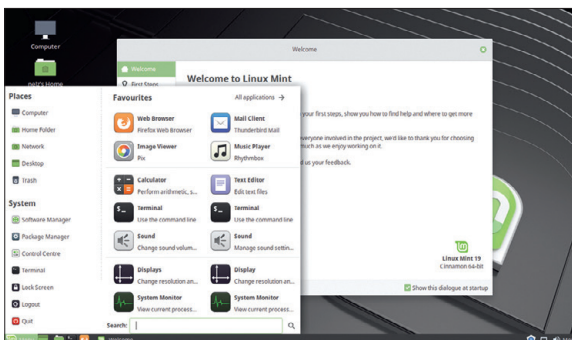 Computer
netr's Home
Welcome
Welcome
First Steps
Welcome to Linux Mint
your first steps, show you how to find help and where to get more
everyone involved in the project, we'd like to thank you for choosing
much as we enjoy working on it.
us your feedback.
Linux Mint 19
Cinnamon 64-bit
Show this dialogue at startup
Places
Computer
Home Folder
Network
Desktop
Trash
System
Software Manager
Package Manager
Control Centre
Terminal
Lock Screen
Logout
Quit
Favourites
All applications →
Web Browser
Firefox Web Browser
Mail Client
Thunderbird Mail
Image Viewer
Pix
Music Player
Rhythmbox
Calculator
Perform arithmetic, s...
Text Editor
Edit text files
Terminal
Use the command line
Terminal
Use the command line
Sound
Change sound volum...
Sound
Manage sound settin...
Displays
Change resolution an...
Display
Change resolution an...
System Monitor
View current process...
System Monitor
View current process...
Search:
Welcome